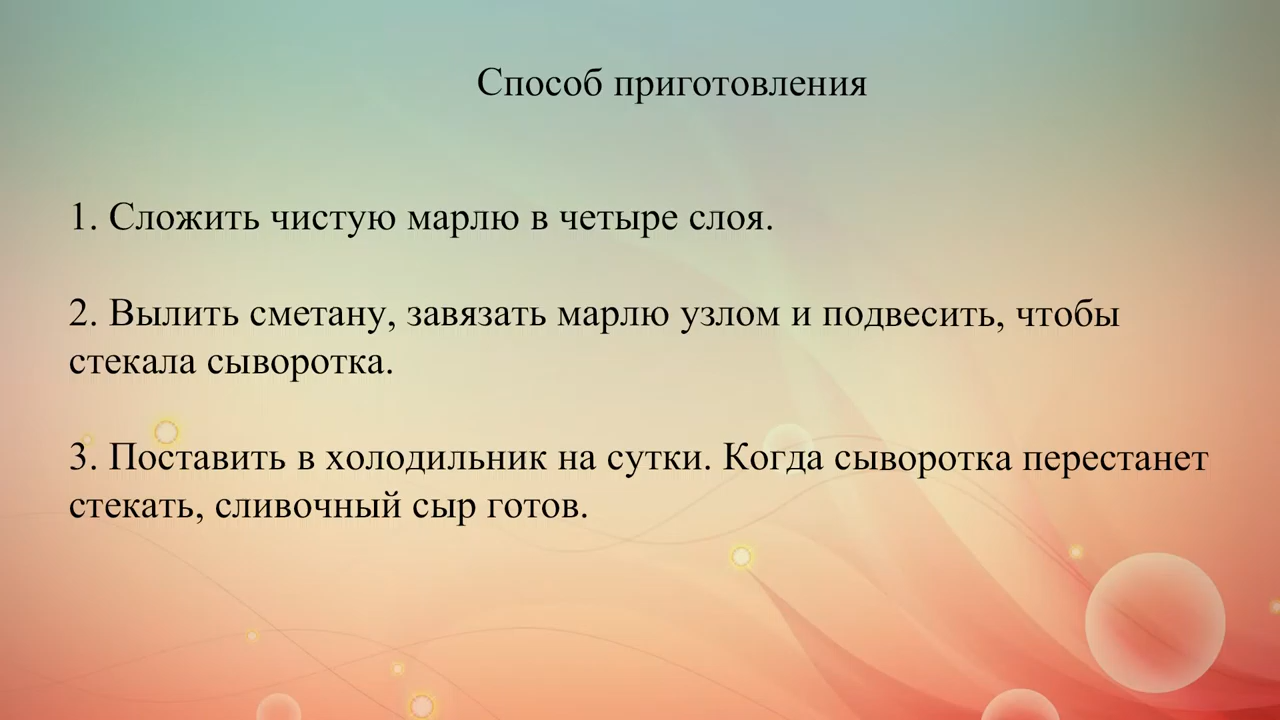 Способ приготовления
1. Сложить чистую марлю в четыре слоя.
2. Вылить сметану, завязать марлю узлом и подвесить, чтобы
стекала сыворотка.
3. Поставить в холодильник на сутки. Когда сыворотка перестанет
стекать, сливочный сыр готов.